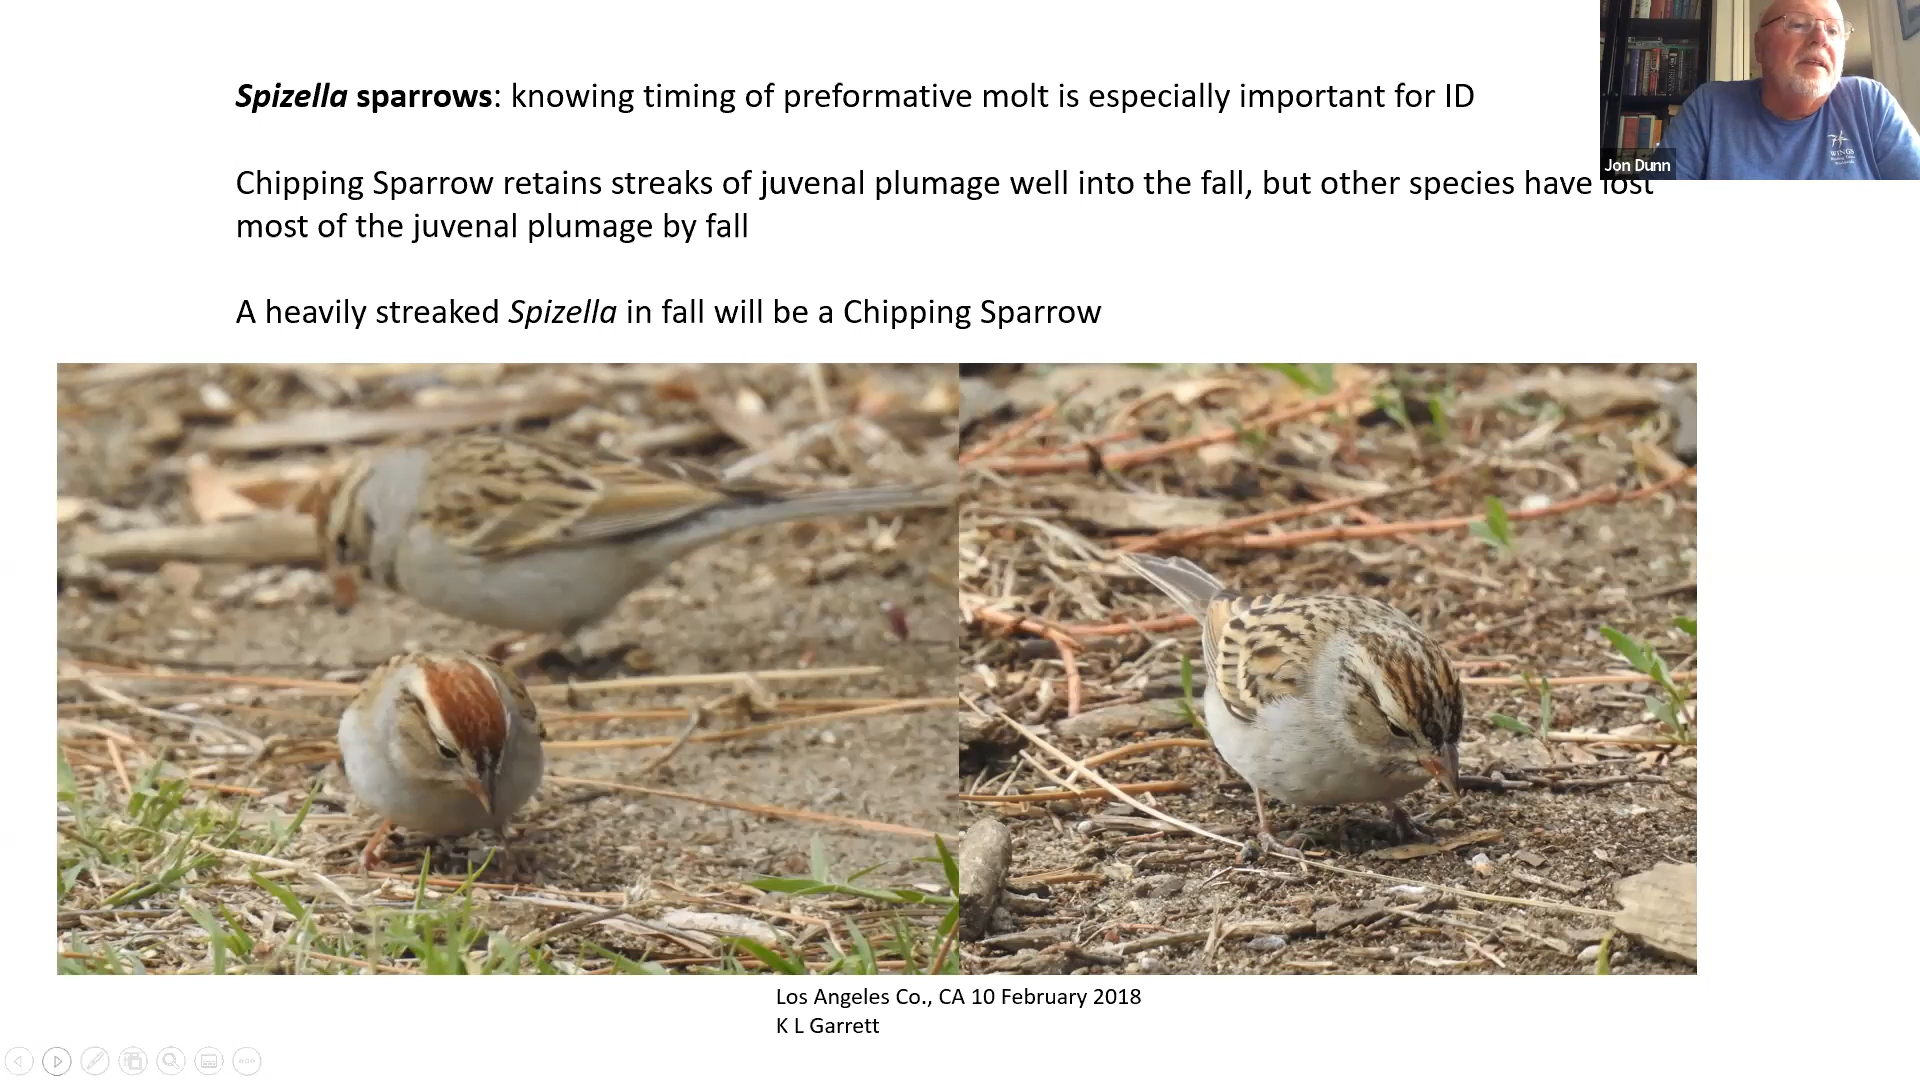 Spizella sparrows: knowing timing of preformative molt is especially important for ID
Chipping Sparrow retains streaks of juvenal plumage well into the fall, but other species have lost
most of the juvenal plumage by fall
A heavily streaked Spizella in fall will be a Chipping Sparrow
WINGS
Jon Dunn
Los Angeles Co., CA 10 February 2018
K L Garrett